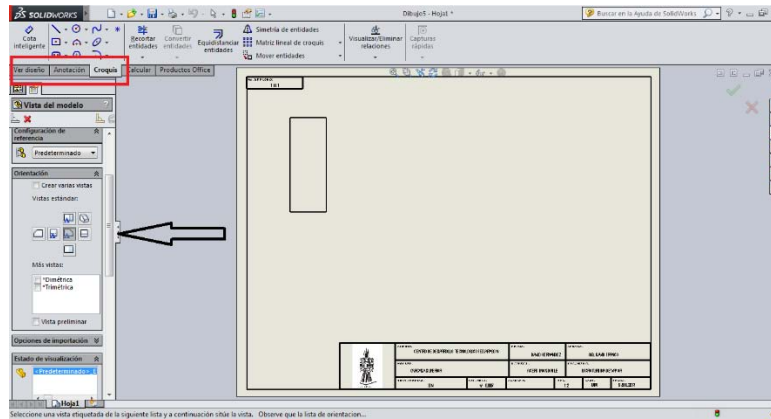 SOLIDWORKS
Dibujo5 - Hoja1 *
Buscar en la Ayuda de SolidWorks
Cota inteligente
Recortar entidades
Convertir entidades
Equidistanciar entidades
Simetría de entidades
Matriz lineal de croquis
Mover entidades
Visualizar/Eliminar relaciones
Capturas rápidas
Ver diseño
Anotación
Croquis
Calcular
Productos Office
Vista del modelo
Configuración de referencia
Predeterminado
Orientación
Crear varias vistas
Vistas estándar:
Más vistas:
*Dimétrica
*Trimétrica
Vista preliminar
Opciones de importación
Estado de visualización
Hoja1
Seleccione una vista etiquetada de la siguiente lista y a continuación sitúe la vista. Observe que la lista de orientacion...